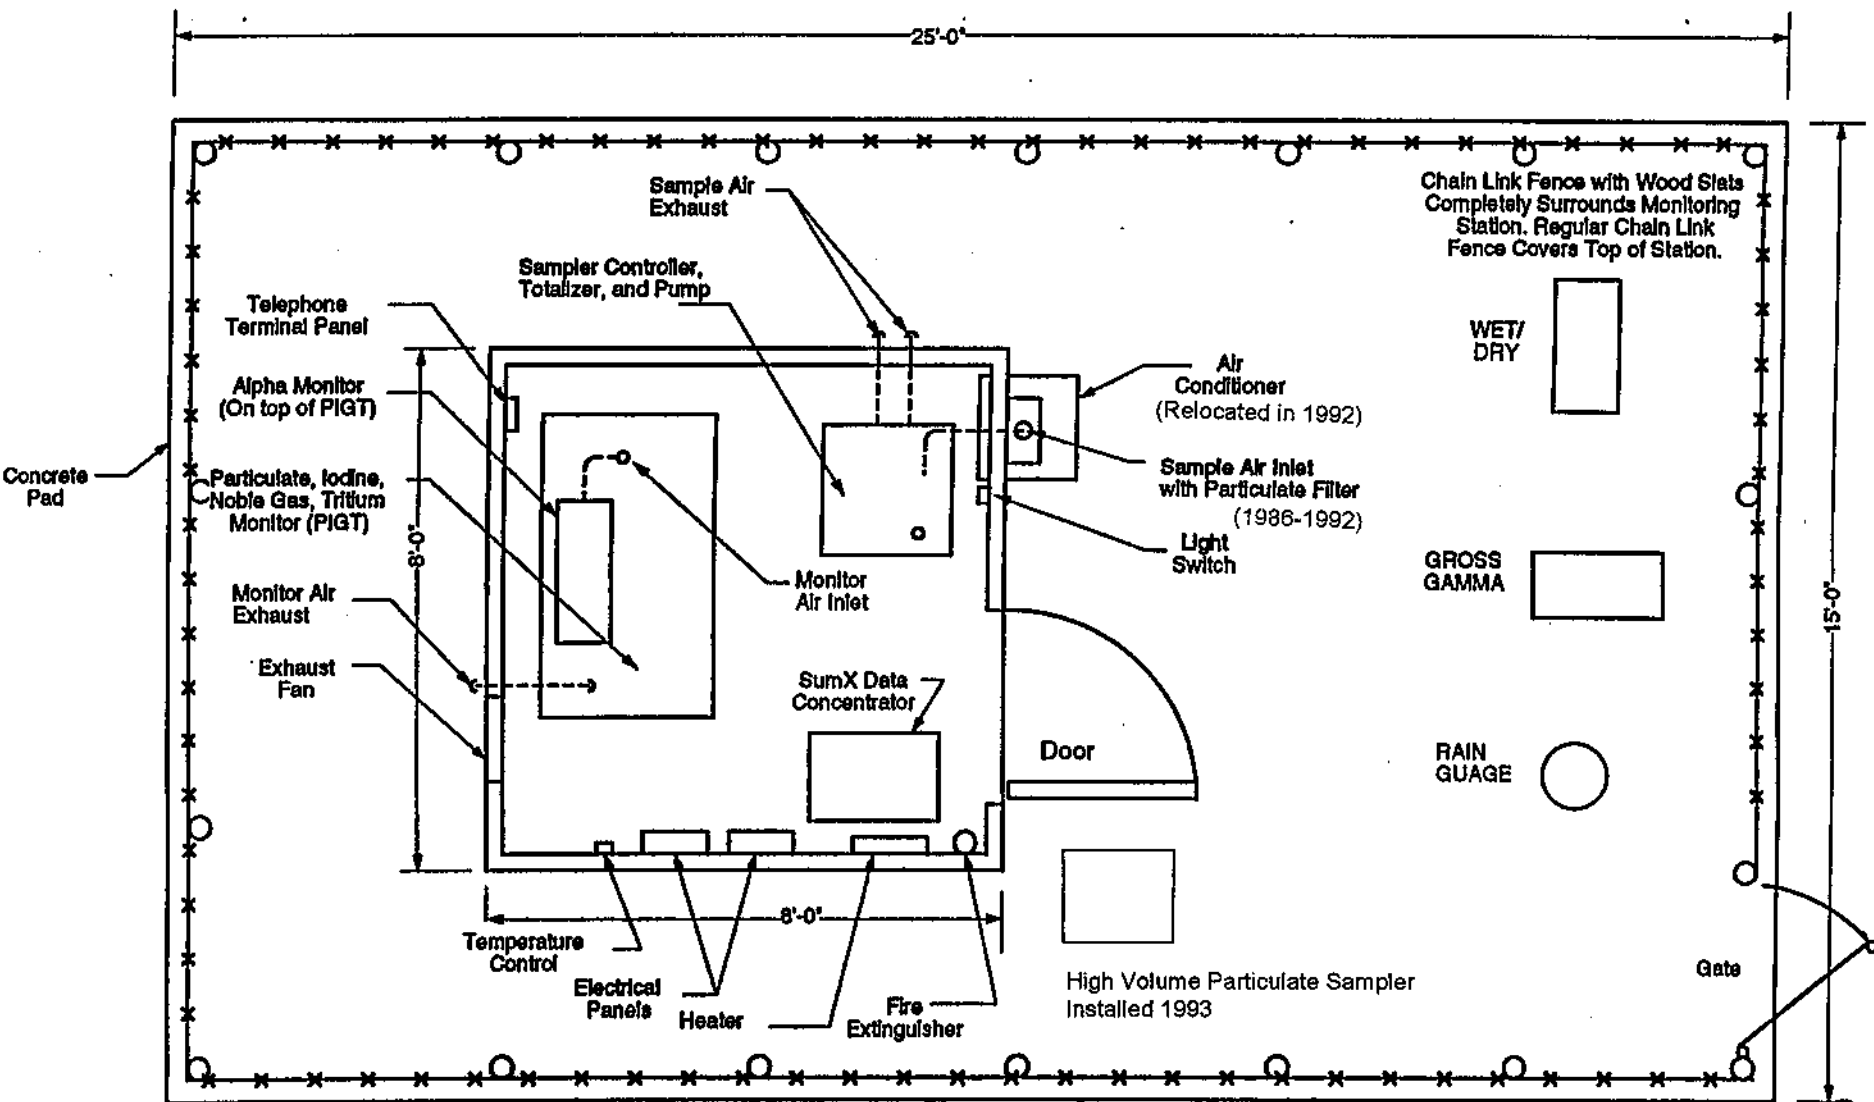 25'-0"
Chain Link Fence with Wood Slats
Completely Surrounds Monitoring
Station. Regular Chain Link
Fence Covers Top of Station.
Sample Air
Exhaust
Sampler Controller,
Totalizer, and Pump
Telephone
Terminal Panel
Alpha Monitor
(On top of PIGT)
Concrete
Pad
Particulate, Iodine,
Noble Gas, Tritium
Monitor (PIGT)
8'-0"
Monitor Air
Exhaust
Exhaust
Fan
Monitor
Air Inlet
SumX Data
Concentrator
Air
Conditioner
(Relocated in 1992)
Sample Air Inlet
with Particulate Filter
(1986-1992)
Light
Switch
Door
WET/
DRY
GROSS
GAMMA
RAIN
GUAGE
15'-0"
8'-0"
Temperature
Control
Electrical
Panels
Heater
Fire
Extinguisher
High Volume Particulate Sampler
Installed 1993
Gate